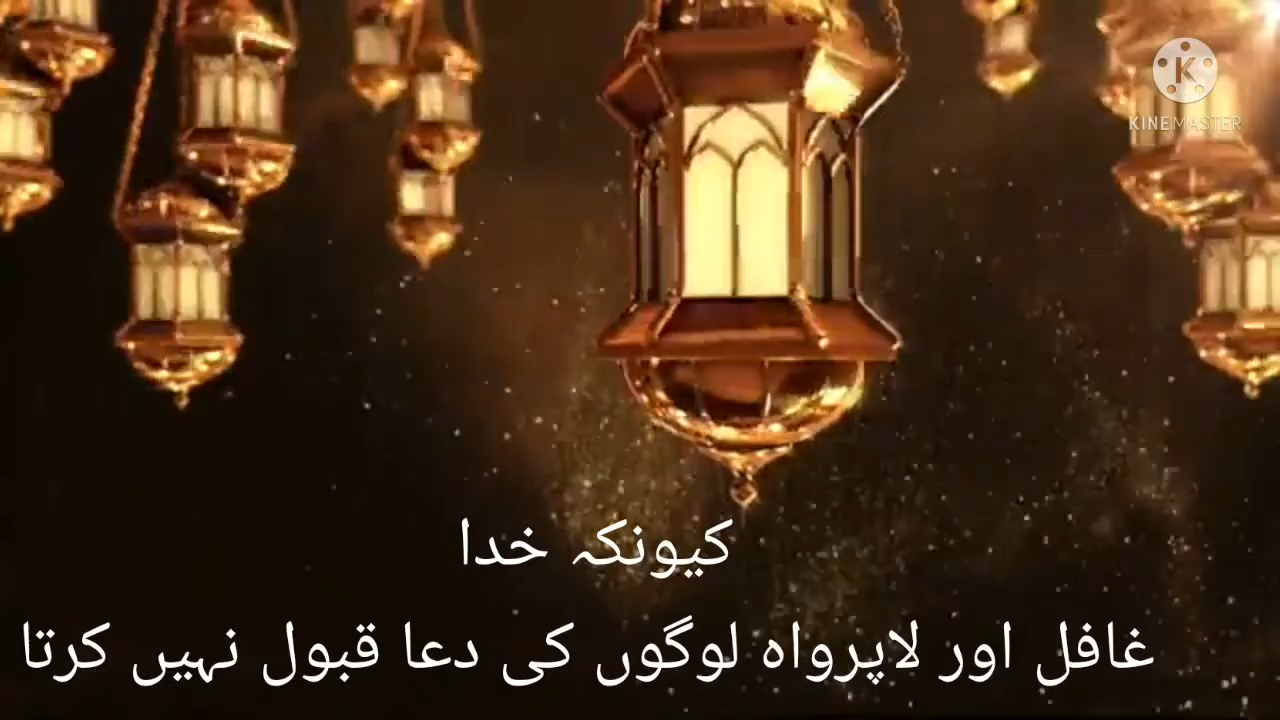 KINEMASTER
کیونکہ خدا
غافل اور لاپرواہ لوگوں کی دعا قبول نہیں کرتا